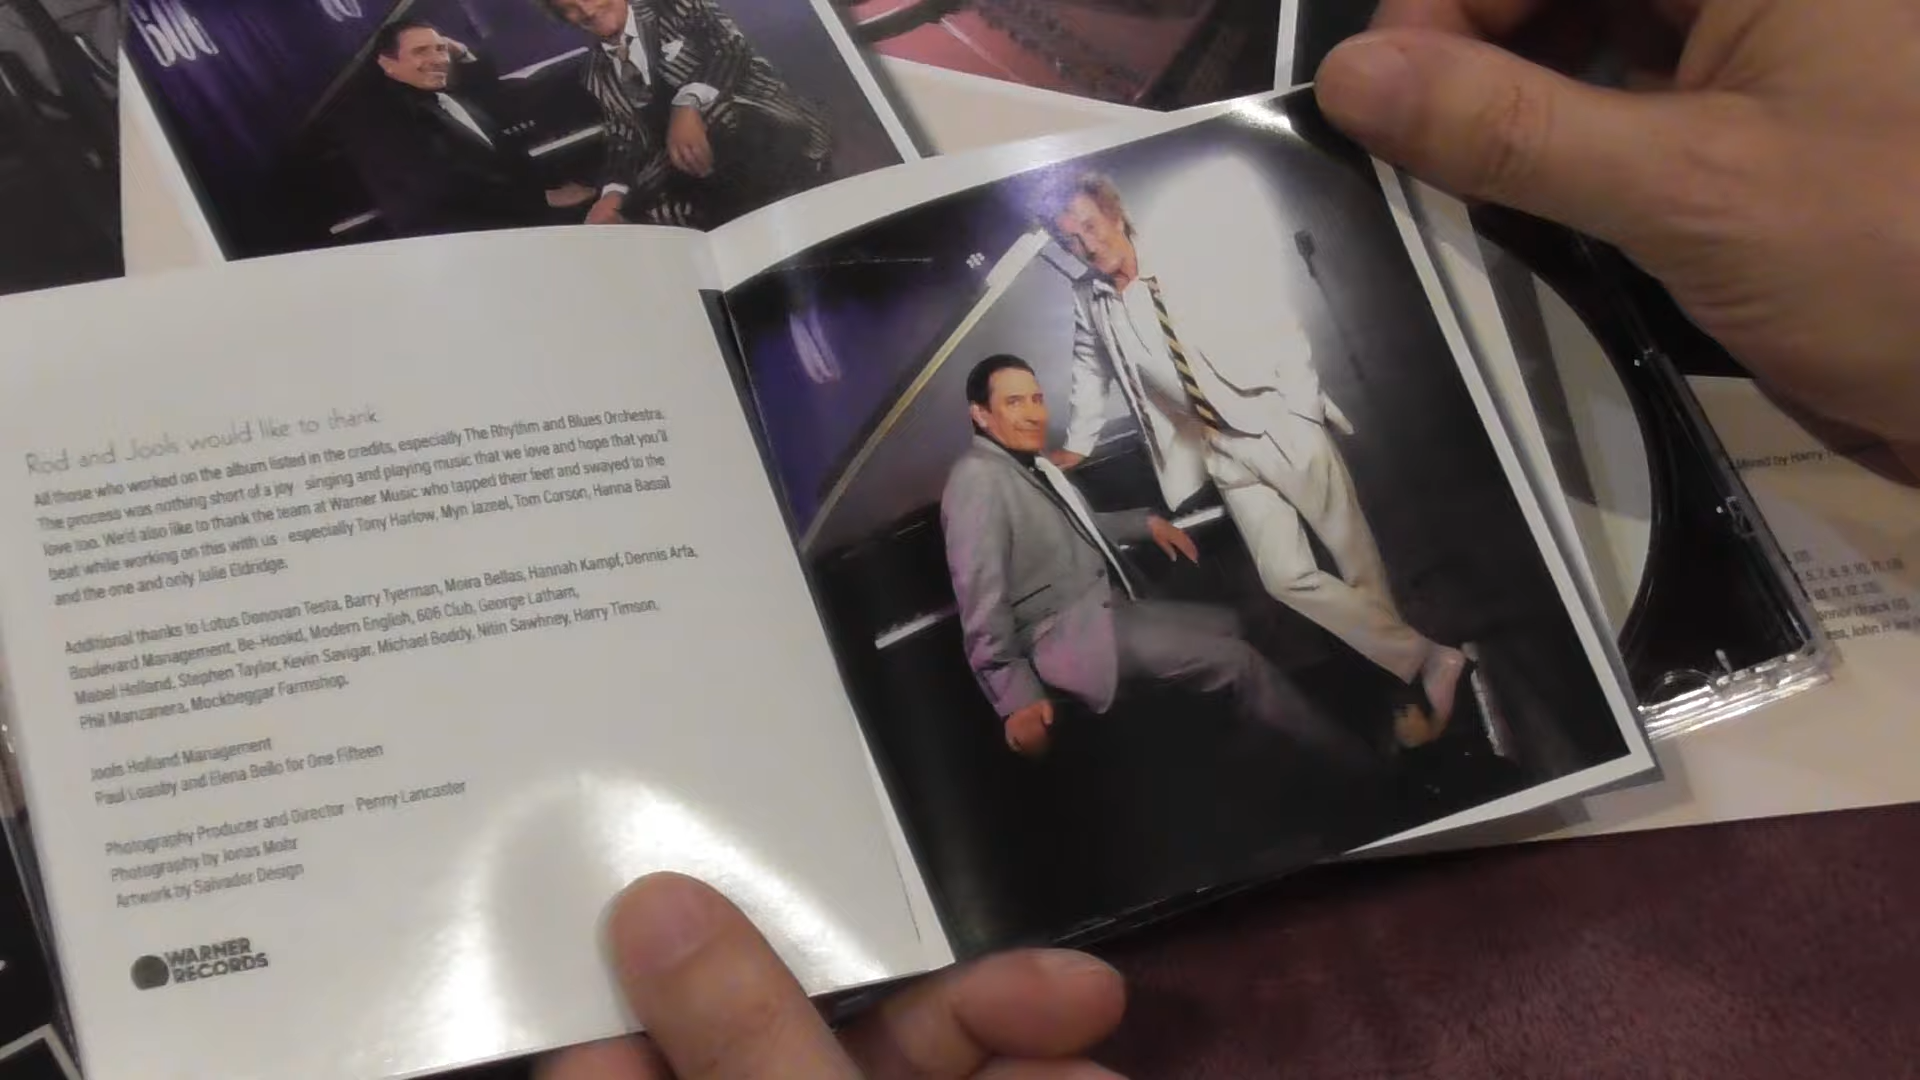 Rod and Jools would like to thank
All those who worked on the album listed in the credits, especially The Rhythm and Blues Orchestra.
The process was nothing short of a joy - singing and playing music that we love and hope that you'll
love too. We'd also like to thank the team at Warner Music who tapped their feet and swayed to the
beat while working on this with us - especially Tony Harlow, Myn Jazeel, Tom Corson, Hanna Bassil
and the one and only Julie Eldridge.
Additional thanks to Lotus Donovan Testa, Barry Tyerman, Moira Bellas, Hannah Kampf, Dennis Arfa,
Boulevard Management, Be-Hookd, Modern English, 606 Club, George Latham,
Mabel Holland, Stephen Taylor, Kevin Savigar, Michael Boddy, Nitin Sawhney, Harry Timson,
Phil Manzanera, Mockbeggar Farmshop.
Jools Holland Management
Paul Loasby and Elena Bello for One Fifteen
Photography Producer and Director - Penny Lancaster
Photography by Jonas Mohr
Artwork by Salvador Design
WARNER
RECORDS
Mixed by Harry